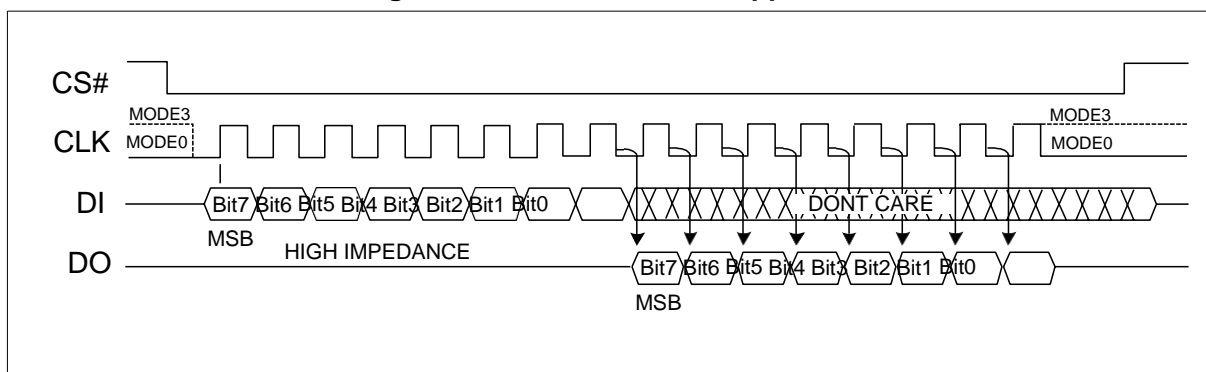 CS#
MODE3
MODE3
CLK
MODE0
MODE0
DI
Bit7 Bit6 Bit5 Bit4 Bit3 Bit2 Bit1 Bit0
DONT CARE
MSB
HIGH IMPEDANCE
DO
Bit7 Bit6 Bit5 Bit4 Bit3 Bit2 Bit1 Bit0
MSB